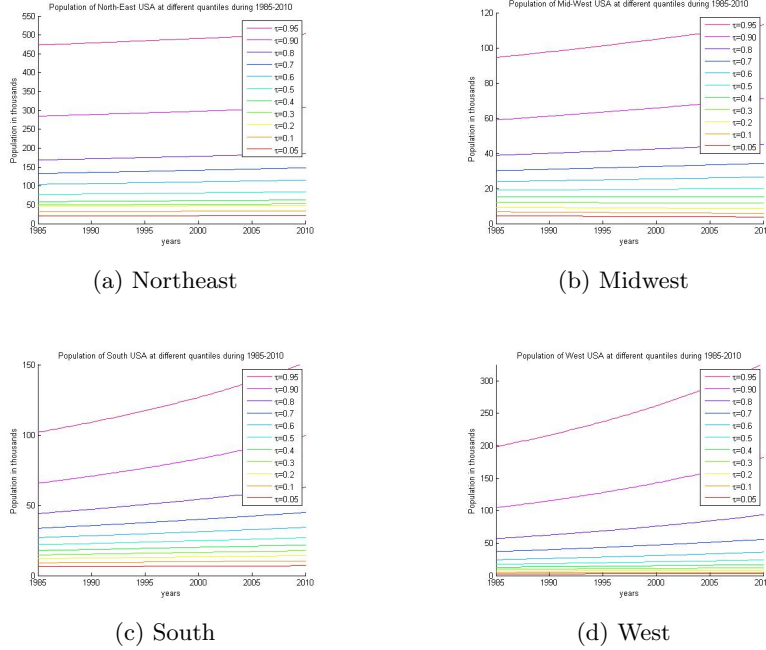 Population of North-East USA at different quantiles during 1985-2010
Population in thousands
550
500
450
400
350
300
250
200
150
100
50
0
1985
1990
1995
2000
2005
2010
years
τ=0.95
τ=0.90
τ=0.8
τ=0.7
τ=0.6
τ=0.5
τ=0.4
τ=0.3
τ=0.2
τ=0.1
τ=0.05
(a) Northeast
Population of Mid-West USA at different quantiles during 1985-2010
Population in thousands
120
100
80
60
40
20
0
1985
1990
1995
2000
2005
2010
years
τ=0.95
τ=0.90
τ=0.8
τ=0.7
τ=0.6
τ=0.5
τ=0.4
τ=0.3
τ=0.2
τ=0.1
τ=0.05
(b) Midwest
Population of South USA at different quantiles during 1985-2010
Population in thousands
150
100
50
0
1985
1990
1995
2000
2005
2010
years
τ=0.95
τ=0.90
τ=0.8
τ=0.7
τ=0.6
τ=0.5
τ=0.4
τ=0.3
τ=0.2
τ=0.1
τ=0.05
(c) South
Population of West USA at different quantiles during 1985-2010
Population in thousands
300
250
200
150
100
50
0
1985
1990
1995
2000
2005
2010
years
τ=0.95
τ=0.90
τ=0.8
τ=0.7
τ=0.6
τ=0.5
τ=0.4
τ=0.3
τ=0.2
τ=0.1
τ=0.05
(d) West